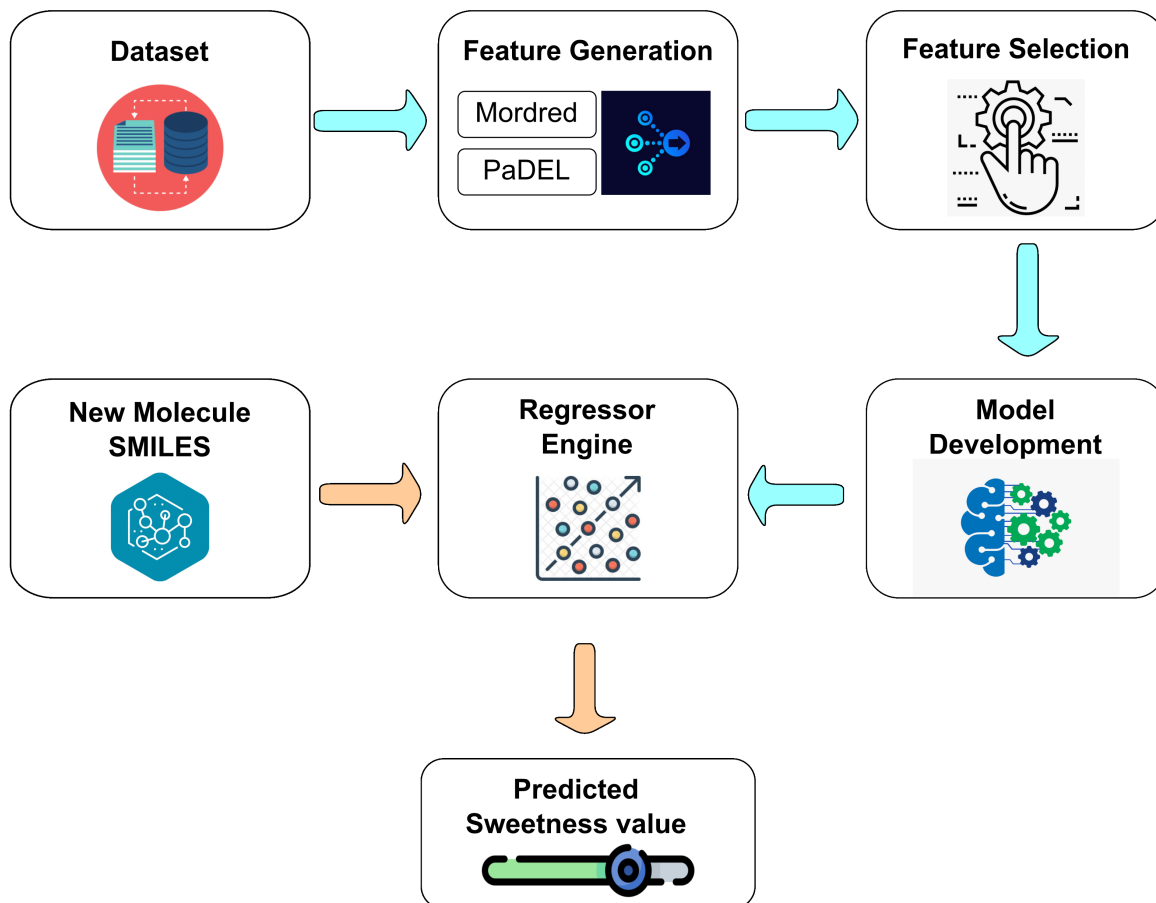 Dataset
Feature Generation
Mordred
PaDEL
Feature Selection
New Molecule
SMILES
Regressor
Engine
Model
Development
Predicted
Sweetness value